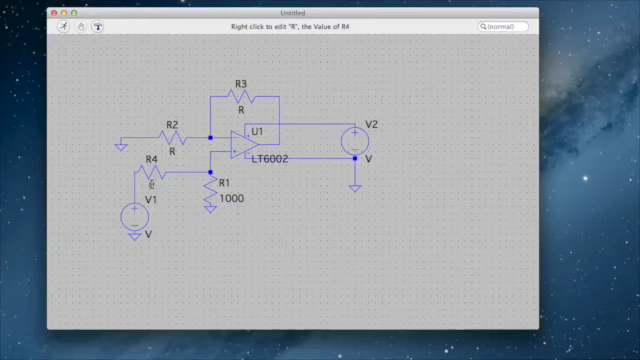 Untitled
Right click to edit "R", the Value of R4
(normal)
R3
R
R2
R
U1
LT6002
V2
V
R4
R1
1000
V1
V